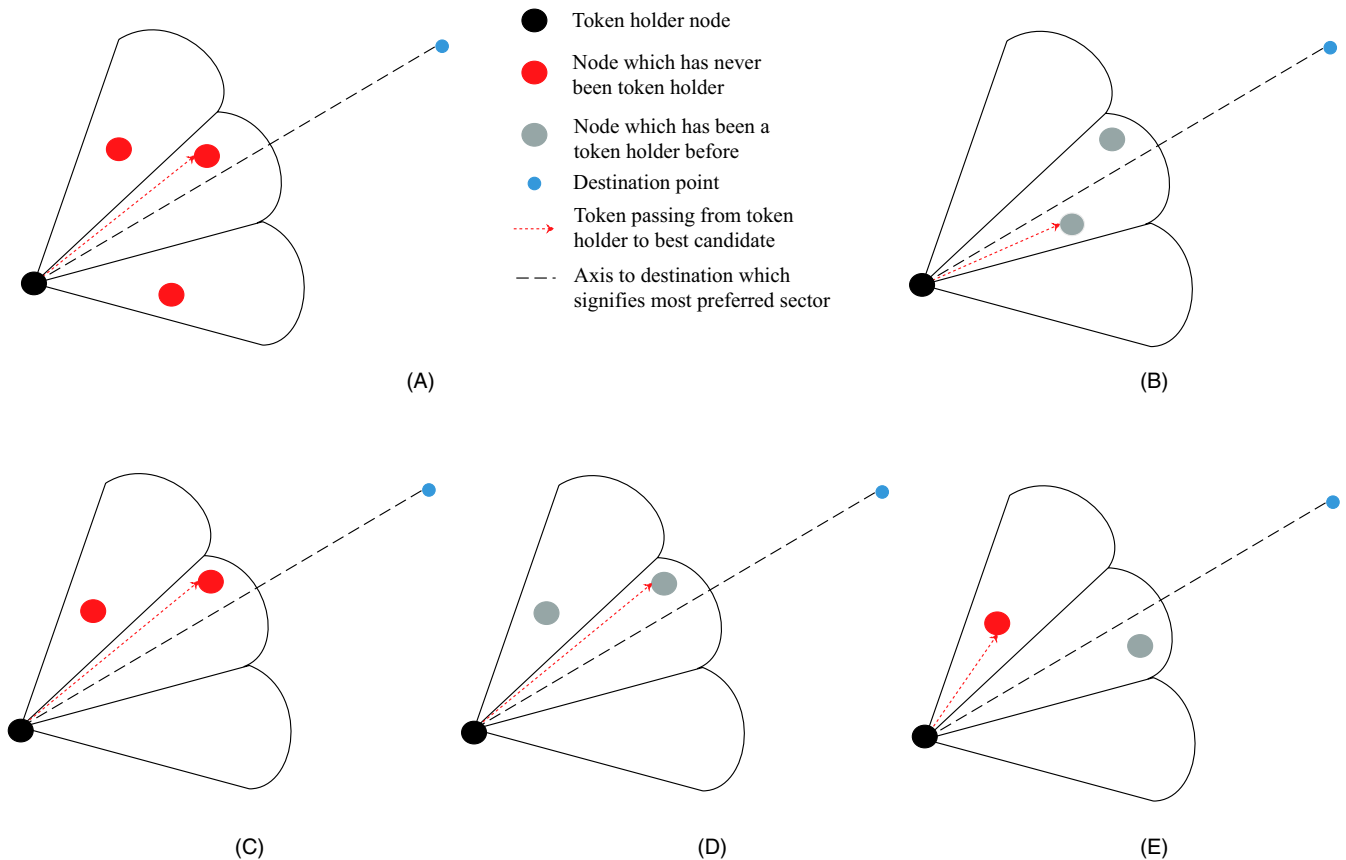 Token holder node
Node which has never
been token holder
Node which has been a
token holder before
Destination point
Token passing from token
holder to best candidate
Axis to destination which
signifies most preferred sector
(A)
(B)
(C)
(D)
(E)